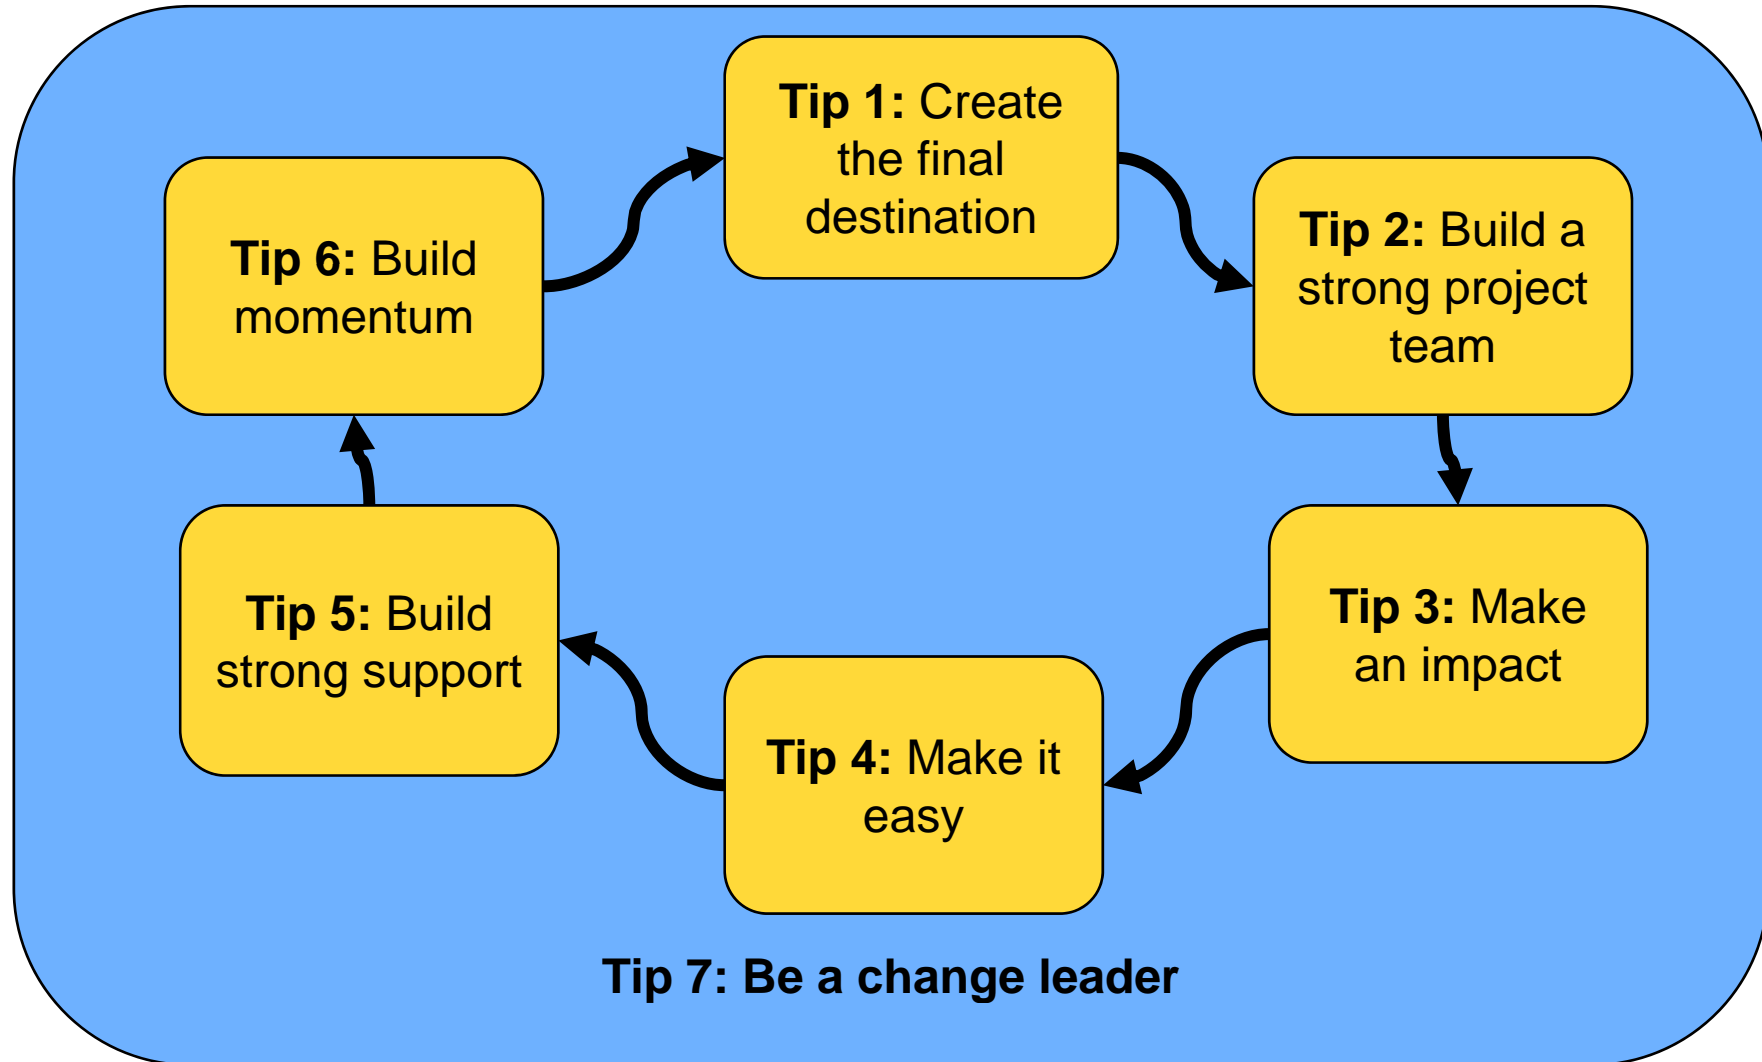 Tip 1: Create
the final
destination
Tip 2: Build a
strong project
team
Tip 3: Make
an impact
Tip 4: Make it
easy
Tip 5: Build
strong support
Tip 6: Build
momentum
Tip 7: Be a change leader